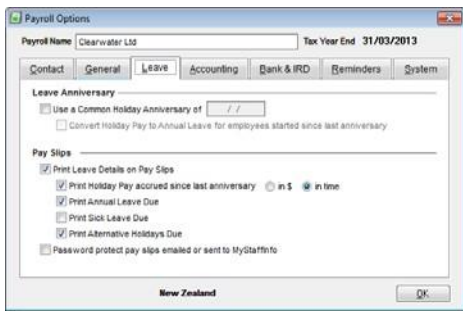 Payroll Options
Payroll Name Clearwater Ltd Tax Year End 31/03/2013
Contact General Leave Accounting Bank & IRD Reminders System
Leave Anniversary
Use a Common Holiday Anniversary of / /
Convert Holiday Pay to Annual Leave for employees started since last anniversary
Pay Slips
Print Leave Details on Pay Slips
Print Holiday Pay accrued since last anniversary in $ in time
Print Annual Leave Due
Print Sick Leave Due
Print Alternative Holidays Due
Password protect pay slips emailed or sent to MyStaffInfo
New Zealand OK